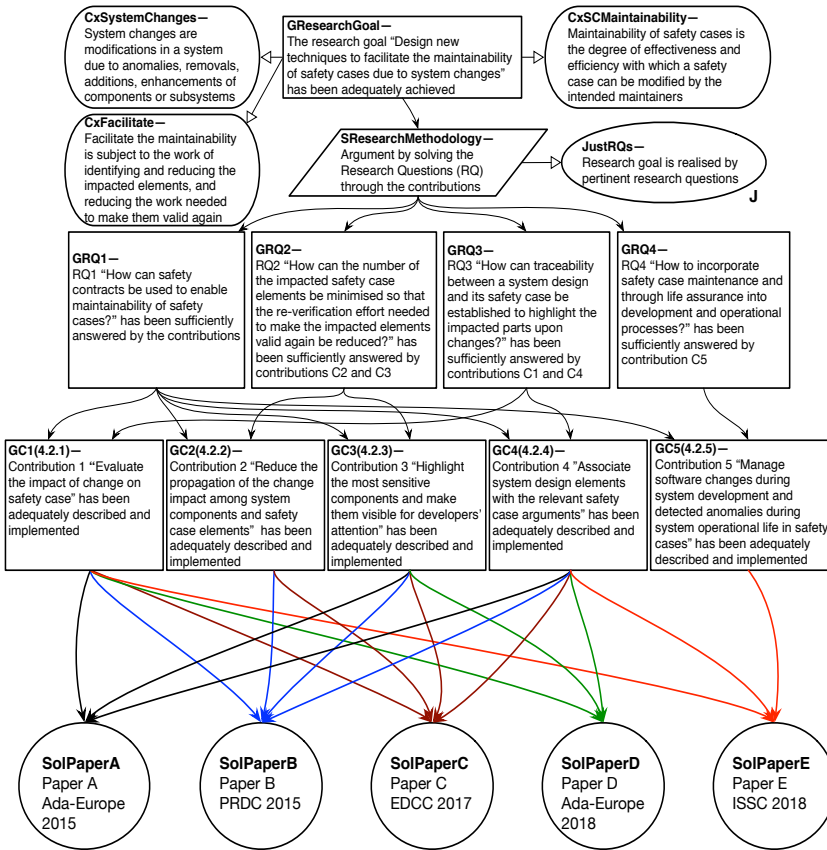 CxSystemChanges—
System changes are
modifications in a system
due to anomalies, removals,
additions, enhancements of
components or subsystems
GResearchGoal—
The research goal “Design new
techniques to facilitate the maintainability
of safety cases due to system changes”
has been adequately achieved
CxSCMaintainability—
Maintainability of safety cases is
the degree of effectiveness and
efficiency with which a safety
case can be modified by the
intended maintainers
CxFacilitate—
Facilitate the maintainability
is subject to the work of
identifying and reducing the
impacted elements, and
reducing the work needed
to make them valid again
SResearchMethodology—
Argument by solving the
Research Questions (RQ)
through the contributions
JustRQs—
Research goal is realised by
pertinent research questions
J
GRQ1—
RQ1 “How can safety
contracts be used to enable
maintainability of safety
cases?” has been sufficiently
answered by the contributions
GRQ2—
RQ2 “How can the number of
the impacted safety case
elements be minimised so that
the re-verification effort needed
to make the impacted elements
valid again be reduced?” has
been sufficiently answered by
contributions C2 and C3
GRQ3—
RQ3 “How can traceability
between a system design
and its safety case be
established to highlight the
impacted parts upon
changes?” has been
sufficiently answered by
contributions C1 and C4
GRQ4—
RQ4 “How to incorporate
safety case maintenance and
through life assurance into
development and operational
processes?” has been
sufficiently answered by
contribution C5
GC1(4.2.1)—
Contribution 1 “Evaluate
the impact of change on
safety case” has been
adequately described and
implemented
GC2(4.2.2)—
Contribution 2 “Reduce the
propagation of the change
impact among system
components and safety
case elements” has been
adequately described and
implemented
GC3(4.2.3)—
Contribution 3 “Highlight
the most sensitive
components and make
them visible for developers’
attention” has been
adequately described and
implemented
GC4(4.2.4)—
Contribution 4 “Associate
system design elements
with the relevant safety
case arguments” has been
adequately described and
implemented
GC5(4.2.5)—
Contribution 5 “Manage
software changes during
system development and
detected anomalies during
system operational life in safety
cases” has been adequately
described and implemented
SolPaperA
Paper A
Ada-Europe
2015
SolPaperB
Paper B
PRDC 2015
SolPaperC
Paper C
EDCC 2017
SolPaperD
Paper D
Ada-Europe
2018
SolPaperE
Paper E
ISSC 2018